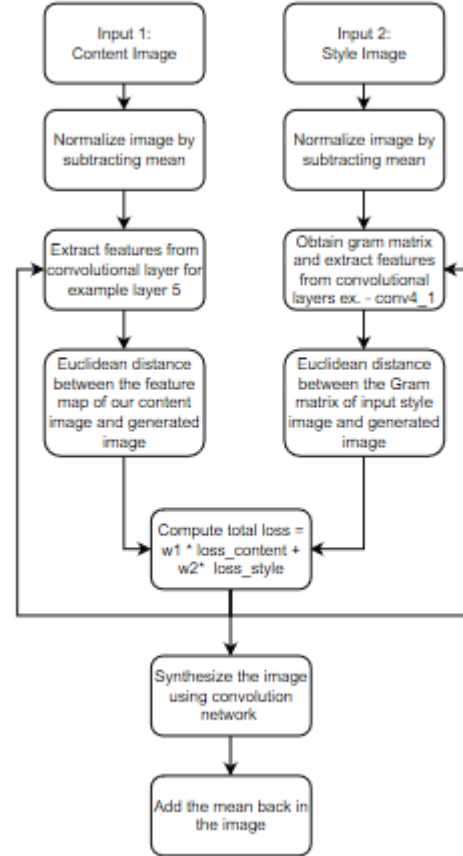 Input 1:
Content Image
Input 2:
Style Image
Normalize image by
subtracting mean
Normalize image by
subtracting mean
Extract features from
convolutional layer for
example layer 5
Obtain gram matrix
and extract features
from convolutional
layers ex. - conv4_1
Euclidean distance
between the feature
map of our content
image and generated
image
Euclidean distance
between the Gram
matrix of input style
image and generated
image
Compute total loss =
w1 * loss_content +
w2* loss_style
Synthesize the image
using convolution
network
Add the mean back in
the image